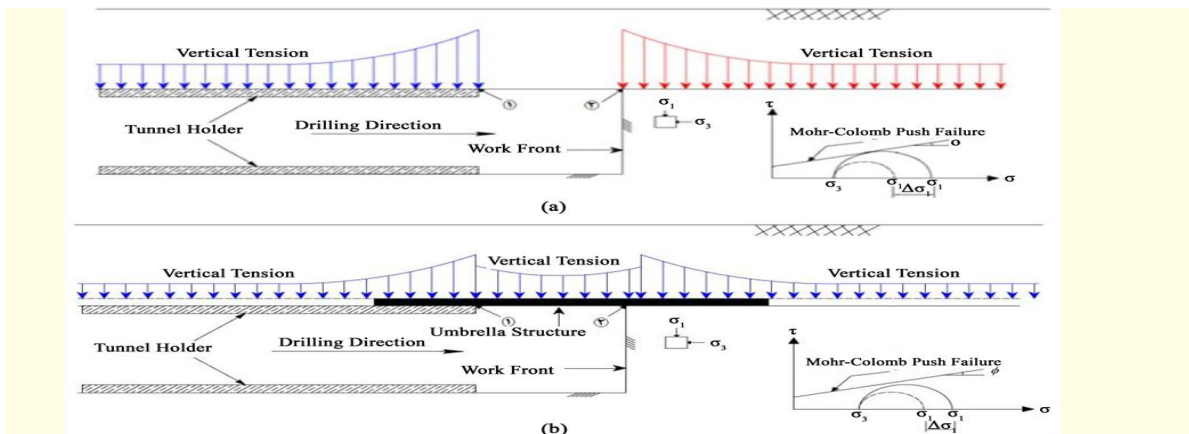 Vertical Tension
Vertical Tension
Tunnel Holder
Drilling Direction
Work Front
σ1
σ3
τ
Mohr-Colomb Push Failure
σ3
σ1
Δσ1
σ1
σ
(a)
Vertical Tension
Vertical Tension
Vertical Tension
Umbrella Structure
Tunnel Holder
Drilling Direction
Work Front
σ1
σ3
τ
Mohr-Colomb Push Failure
ϕ
σ3
σ1
σ1
σ
Δσ1
(b)